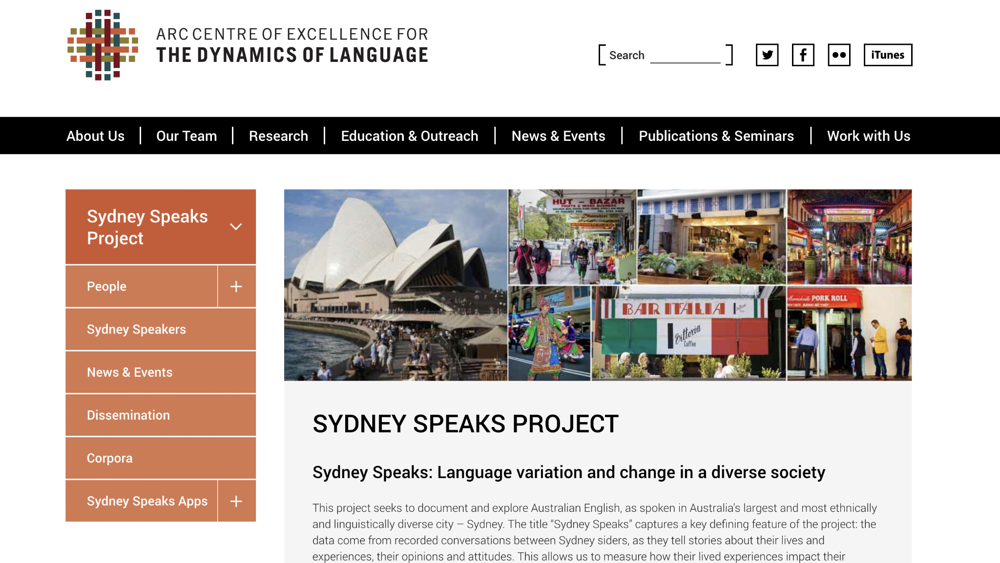 ARC CENTRE OF EXCELLENCE FOR
THE DYNAMICS OF LANGUAGE
Search
iTunes
About Us
Our Team
Research
Education & Outreach
News & Events
Publications & Seminars
Work with Us
Sydney Speaks
Project
People
Sydney Speakers
News & Events
Dissemination
Corpora
Sydney Speaks Apps
HUT - BAZAR
FRUITS & MIXED BUSINESS
BAR ITALIA
Vittoria
Coffee
PORK ROLL
BÁNH MÌ THỊT
SYDNEY SPEAKS PROJECT
Sydney Speaks: Language variation and change in a diverse society
This project seeks to document and explore Australian English, as spoken in Australia’s largest and most ethnically
and linguistically diverse city – Sydney. The title “Sydney Speaks” captures a key defining feature of the project: the
data come from recorded conversations between Sydney siders, as they tell stories about their lives and
experiences, their opinions and attitudes. This allows us to measure how their lived experiences impact their